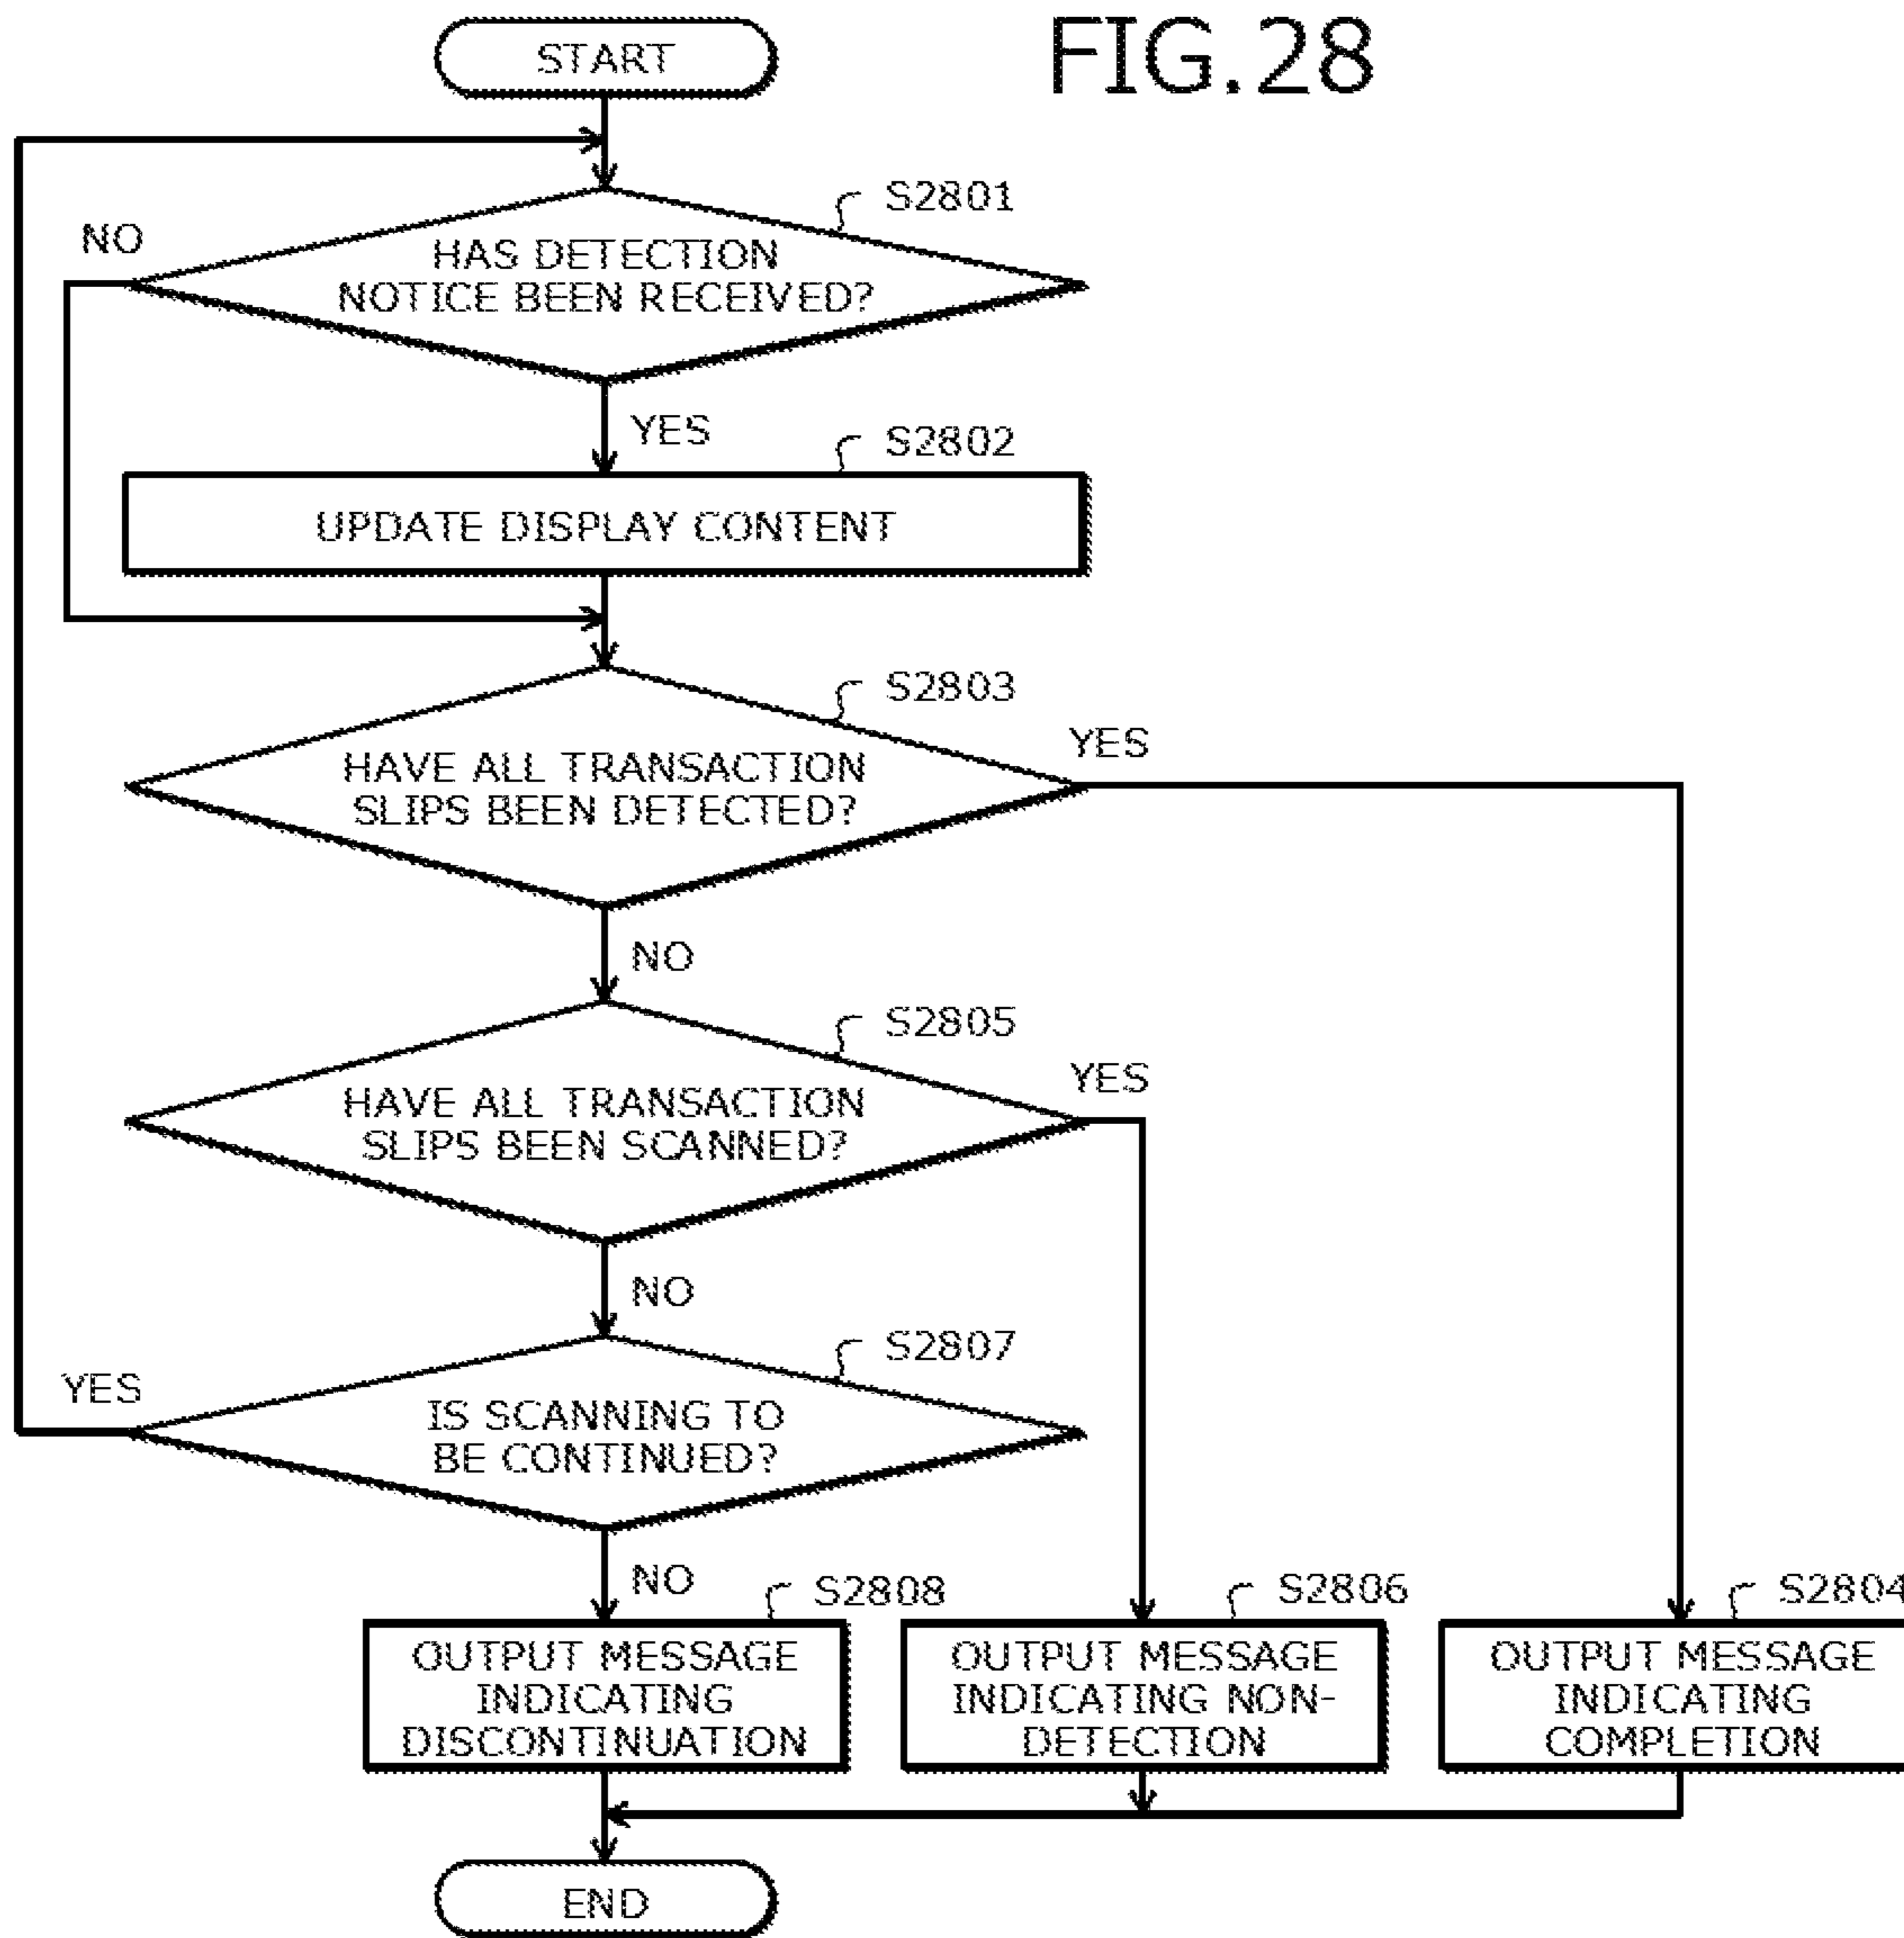 FIG.28
START
S2801
NO
HAS DETECTION
NOTICE BEEN RECEIVED?
YES
S2802
UPDATE DISPLAY CONTENT
S2803
HAVE ALL TRANSACTION
SLIPS BEEN DETECTED?
YES
NO
S2805
HAVE ALL TRANSACTION
SLIPS BEEN SCANNED?
YES
NO
S2807
YES
IS SCANNING TO
BE CONTINUED?
NO
S2808
OUTPUT MESSAGE
INDICATING
DISCONTINUATION
S2806
OUTPUT MESSAGE
INDICATING NON-
DETECTION
S2804
OUTPUT MESSAGE
INDICATING
COMPLETION
END